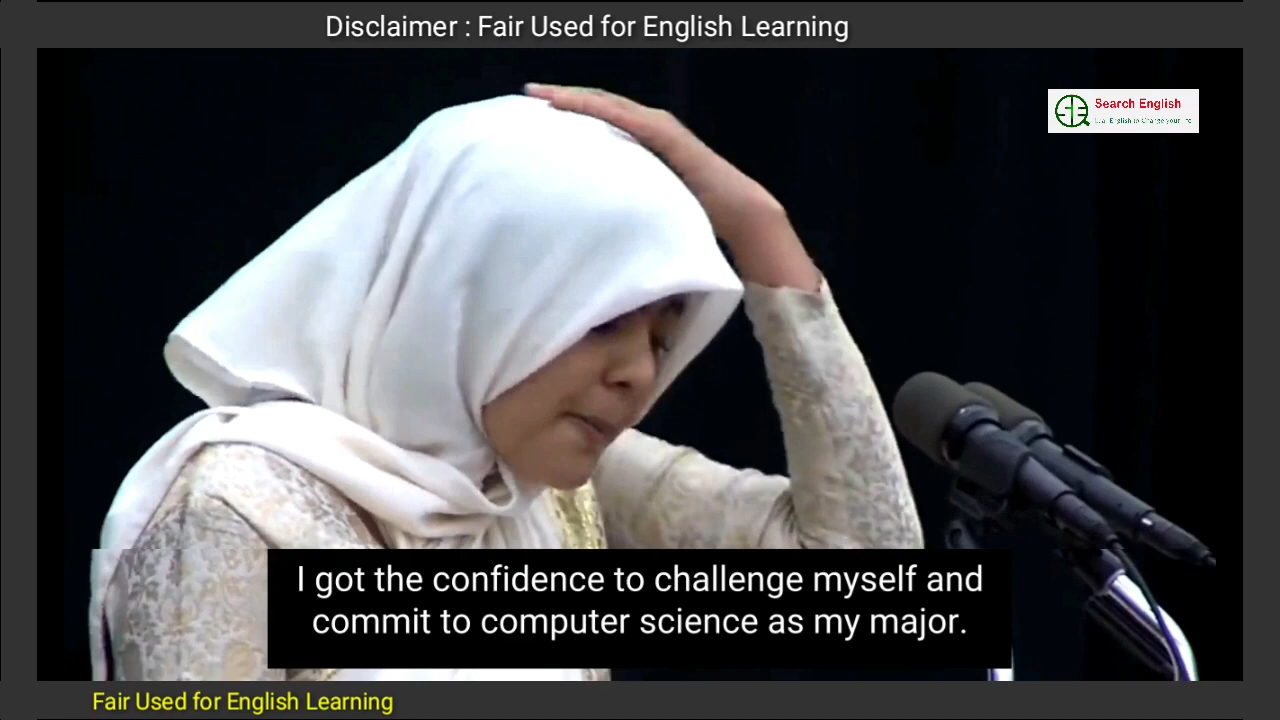 Disclaimer : Fair Used for English Learning
Search English
I got the confidence to challenge myself and
commit to computer science as my major.
Fair Used for English Learning